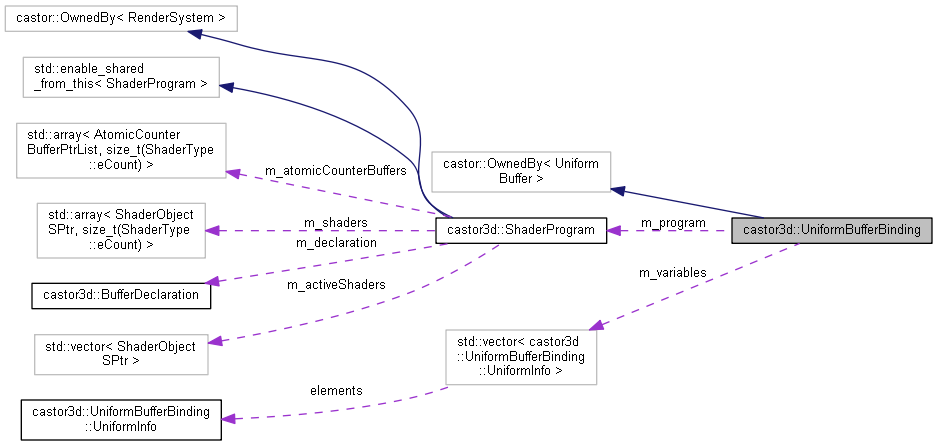 castor::OwnedBy< RenderSystem >
std::enable_shared
_from_this< ShaderProgram >
std::array< AtomicCounter
BufferPtrList, size_t(ShaderType
::eCount) >
m_atomicCounterBuffers
castor::OwnedBy< Uniform
Buffer >
std::array< ShaderObject
SPtr, size_t(ShaderType
::eCount) >
m_shaders
castor3d::ShaderProgram
m_program
castor3d::UniformBufferBinding
m_declaration
castor3d::BufferDeclaration
m_activeShaders
m_variables
std::vector< ShaderObject
SPtr >
std::vector< castor3d
::UniformBufferBinding
::UniformInfo >
elements
castor3d::UniformBufferBinding
::UniformInfo